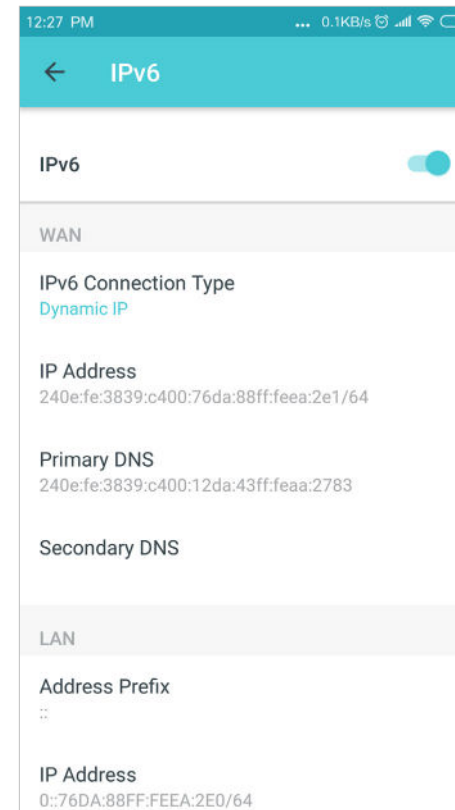 12:27 PM ... 0.1KB/s
IPv6
IPv6
WAN
IPv6 Connection Type
Dynamic IP
IP Address
240e:fe:3839:c400:76da:88ff:feea:2e1/64
Primary DNS
240e:fe:3839:c400:12da:43ff:feaa:2783
Secondary DNS
LAN
Address Prefix
::
IP Address
0::76DA:88FF:FEEA:2E0/64